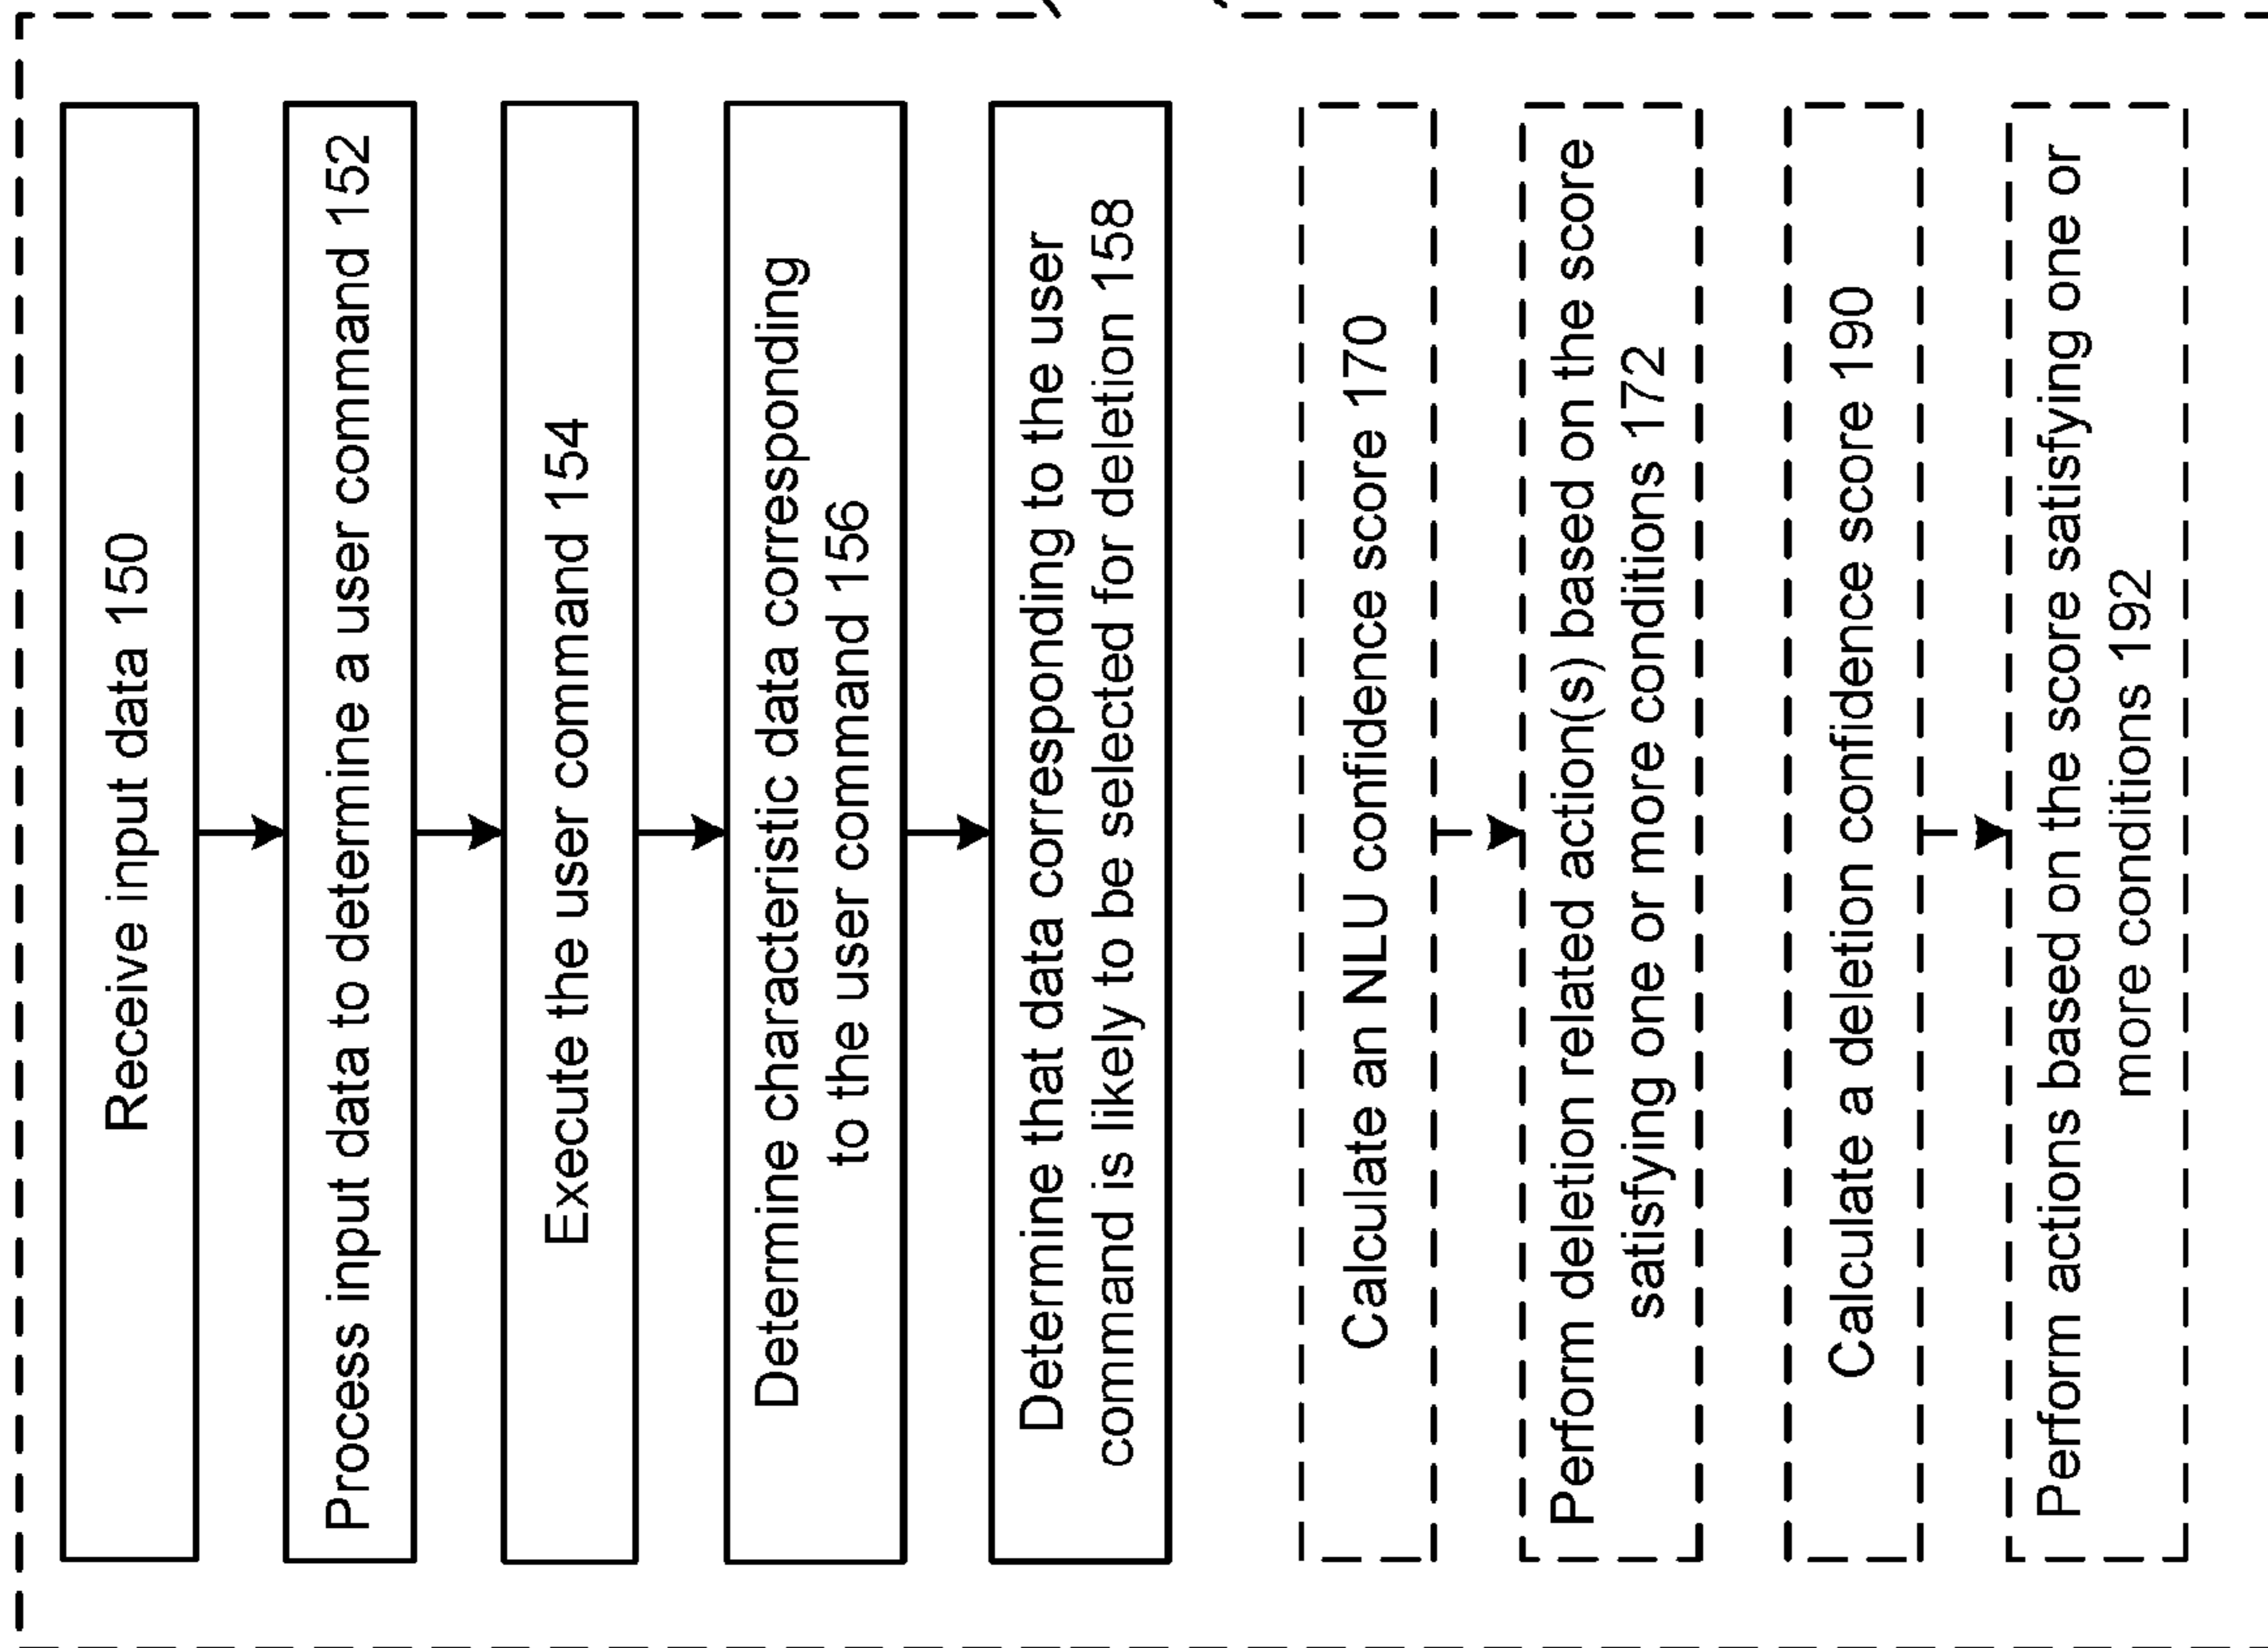 Receive input data 150
Process input data to determine a user command 152
Execute the user command 154
Determine characteristic data corresponding
to the user command 156
Determine that data corresponding to the user
command is likely to be selected for deletion 158
Calculate an NLU confidence score 170
Perform deletion related actions(s) based on the score
satisfying one or more conditions 172
Calculate a deletion confidence score 190
Perform actions based on the score satisfying one or
more conditions 192